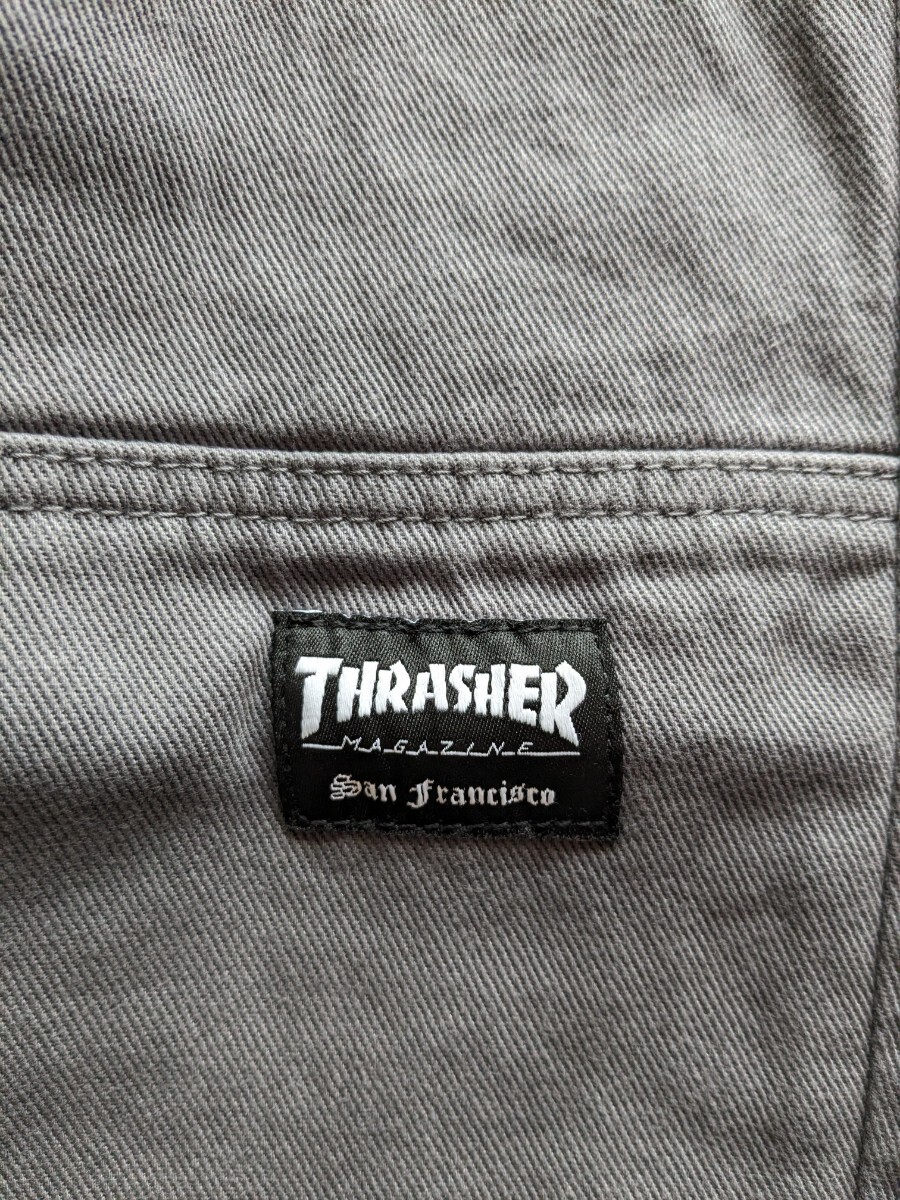 THRASHER
MAGAZINE
San Francisco